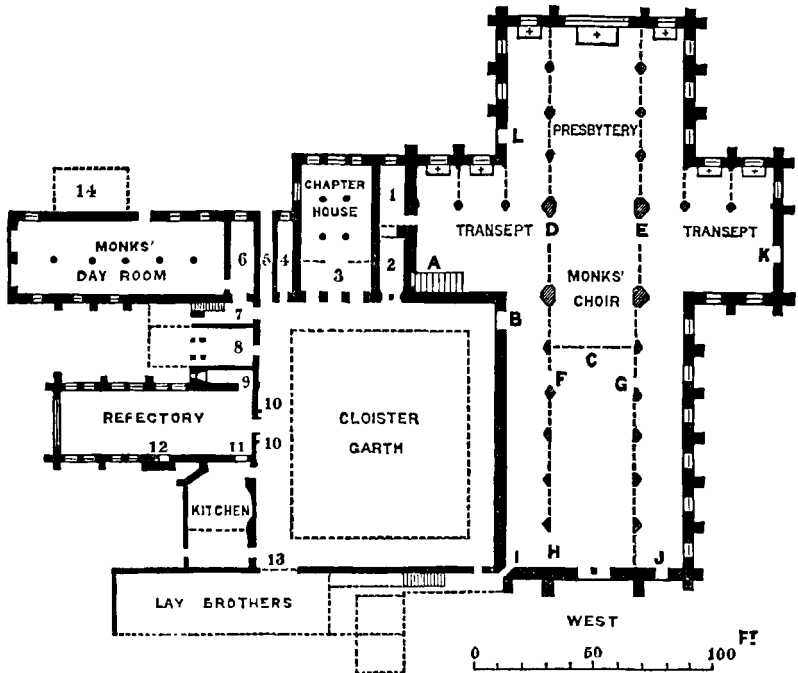 L
PRESBYTERY
14
CHAPTER
HOUSE
1
MONKS'
DAY ROOM
6
5
4
3
2
TRANSEPT
D
E
TRANSEPT
K
A
MONKS'
CHOIR
B
7
8
9
C
F
G
10
REFECTORY
CLOISTER
GARTH
10
12
11
KITCHEN
13
I
H
J
LAY BROTHERS
WEST
FT
0
50
100